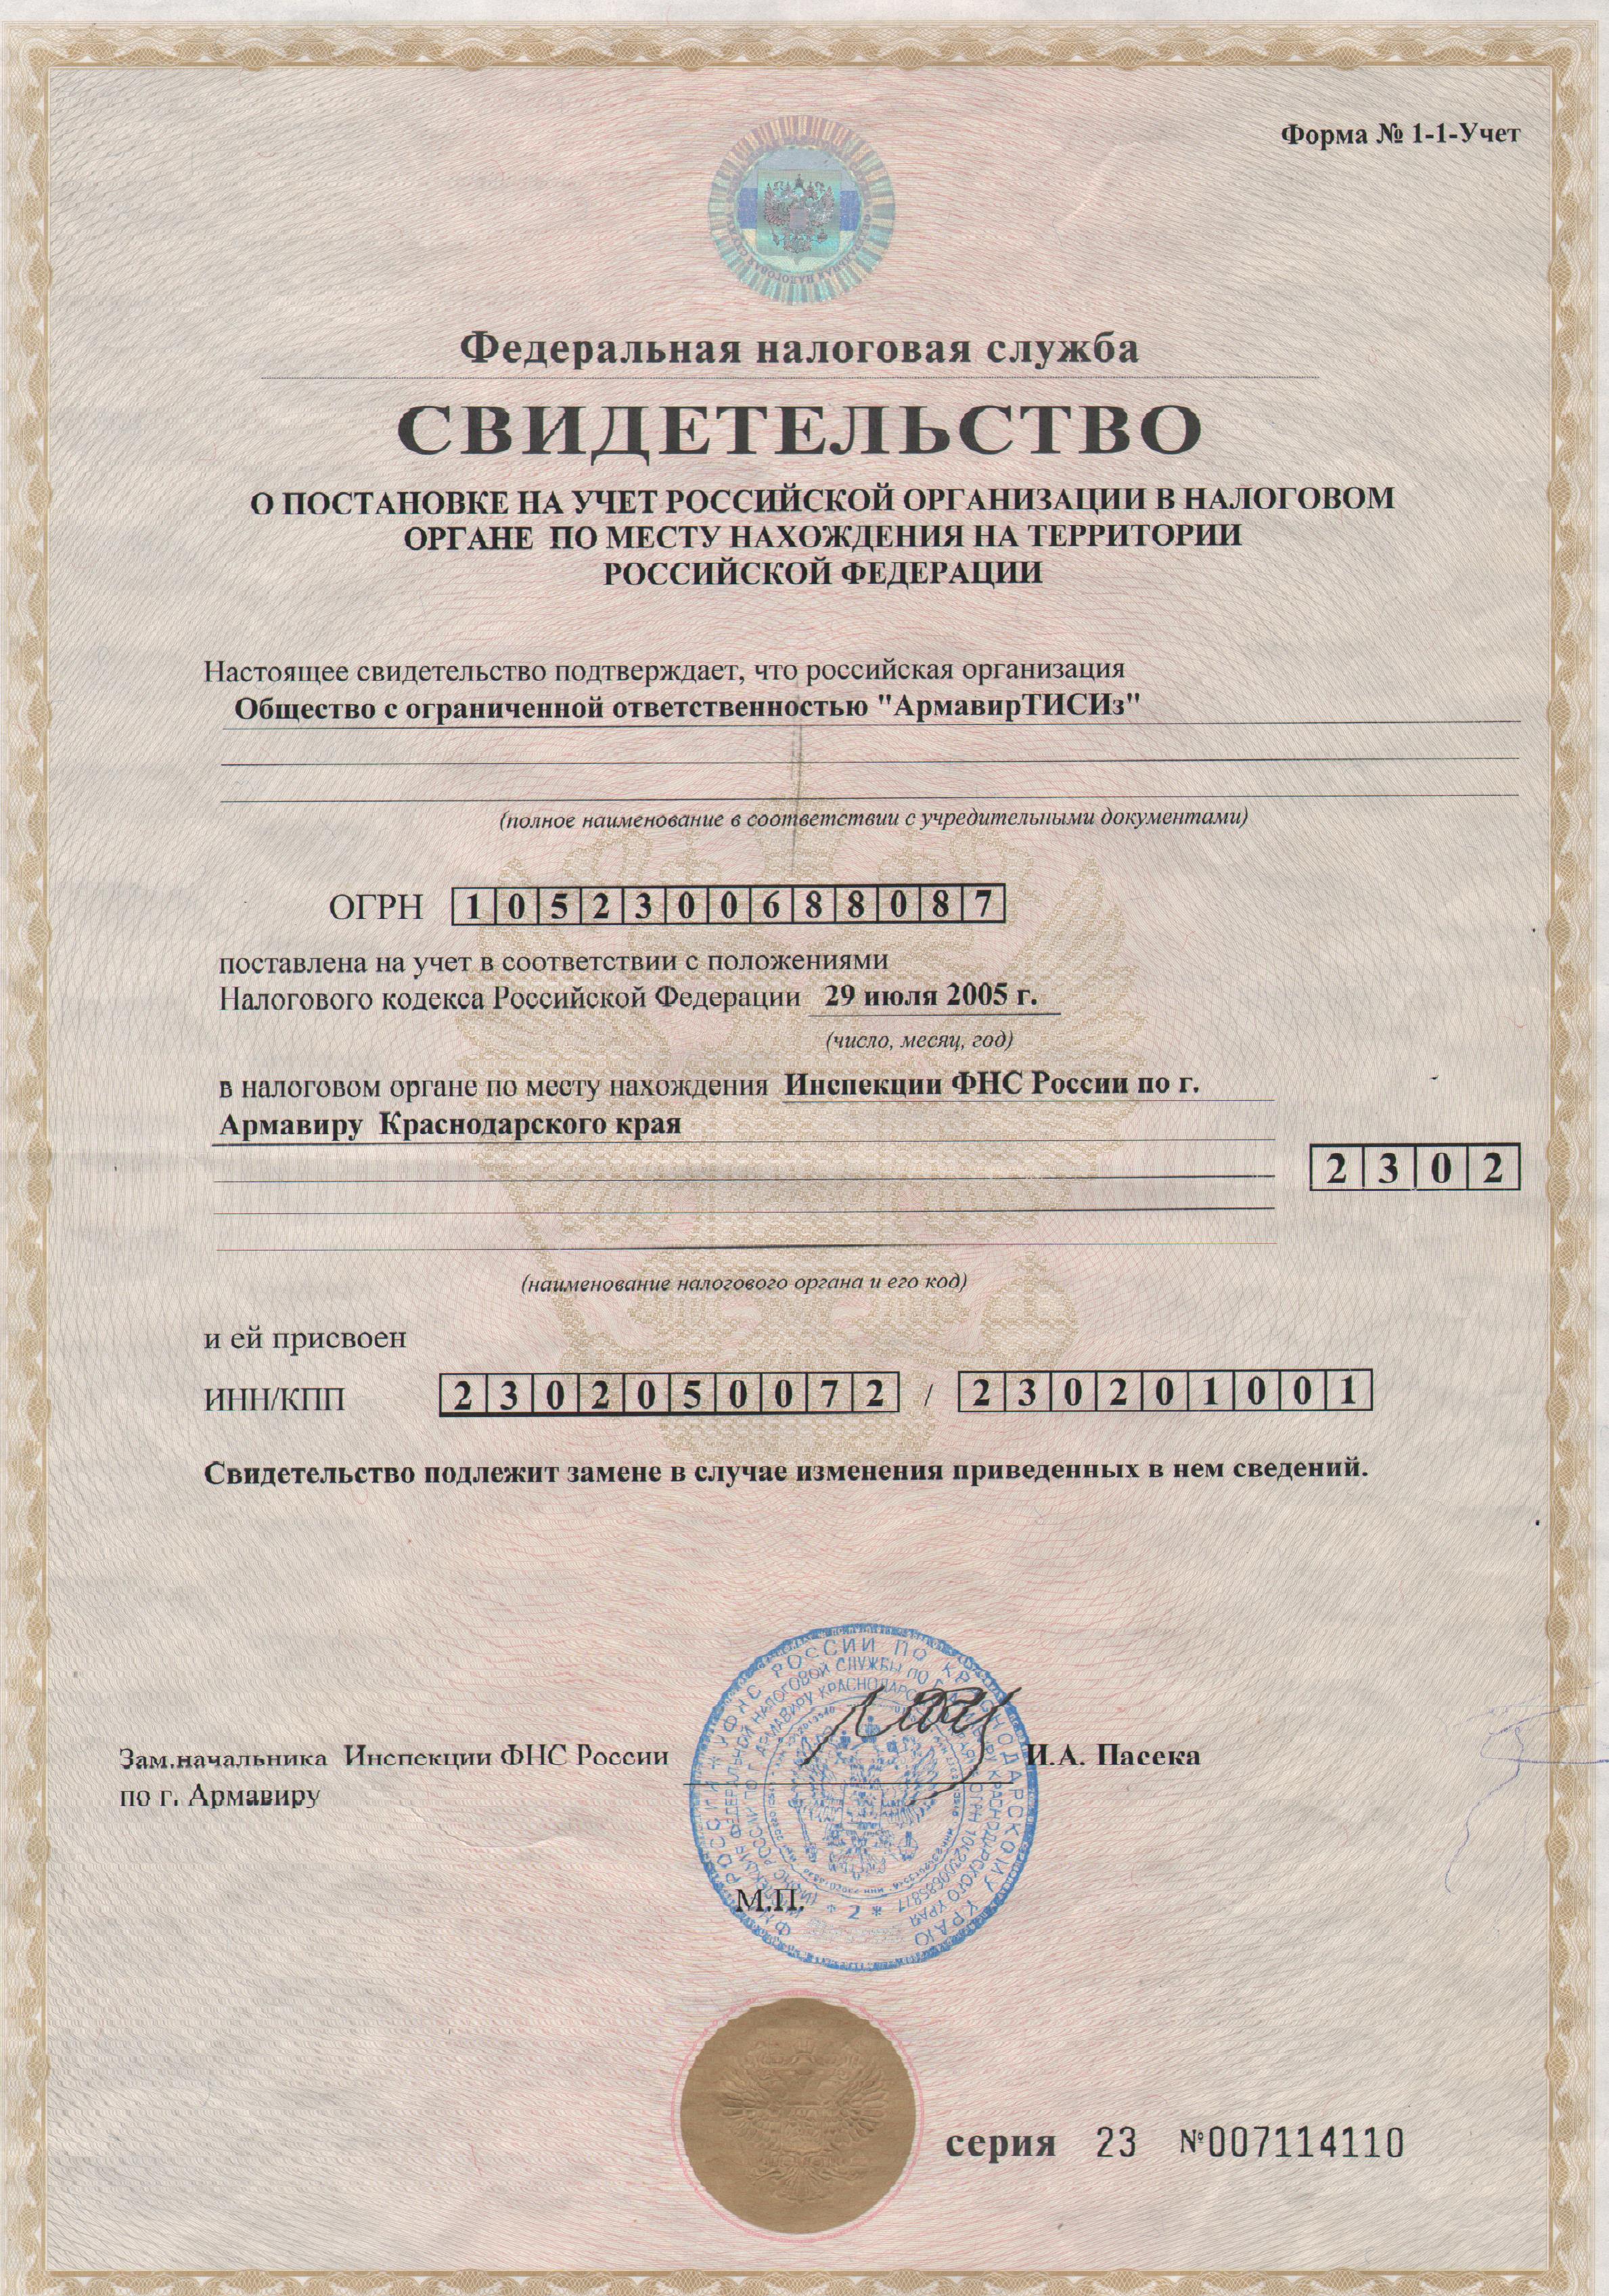 Форма № 1-1-Учет
Федеральная налоговая служба
СВИДЕТЕЛЬСТВО
О ПОСТАНОВКЕ НА УЧЕТ РОССИЙСКОЙ ОРГАНИЗАЦИИ В НАЛОГОВОМ
ОРГАНЕ ПО МЕСТУ НАХОЖДЕНИЯ НА ТЕРРИТОРИИ
РОССИЙСКОЙ ФЕДЕРАЦИИ
Настоящее свидетельство подтверждает, что российская организация
Общество с ограниченной ответственностью "АрмавирТИСИз"
(полное наименование в соответствии с учредительными документами)
ОГРН 1052300688087
поставлена на учет в соответствии с положениями
Налогового кодекса Российской Федерации 29 июля 2005 г.
(число, месяц, год)
в налоговом органе по месту нахождения Инспекции ФНС России по г.
Армавиру Краснодарского края
2302
(наименование налогового органа и его код)
и ей присвоен
ИНН/КПП 2302050072 / 230201001
Свидетельство подлежит замене в случае изменения приведенных в нем сведений.
Зам.начальника Инспекции ФНС России И.А. Пасека
по г. Армавиру
М.П.
серия 23 №007114110